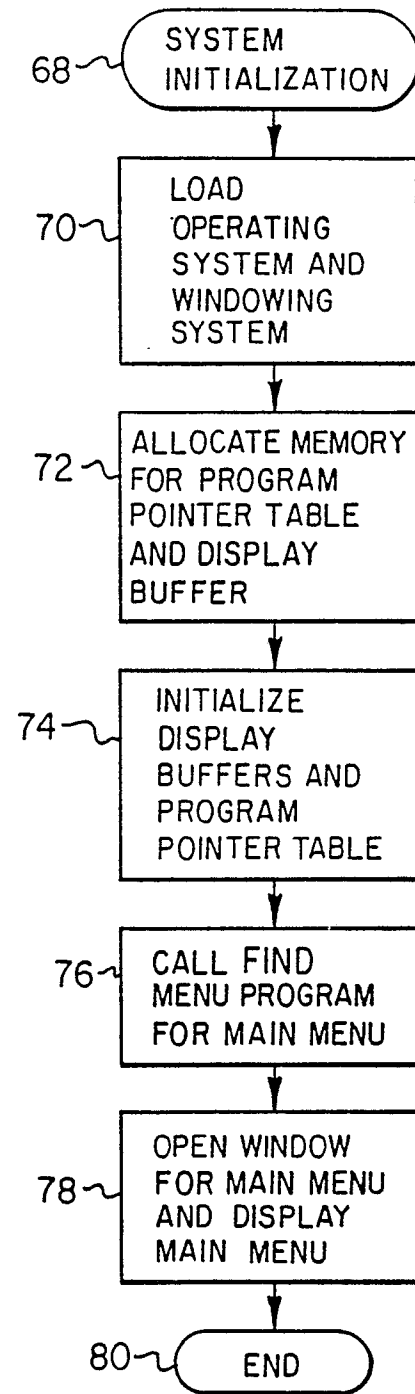 68
SYSTEM
INITIALIZATION
70
LOAD
OPERATING
SYSTEM AND
WINDOWING
SYSTEM
72
ALLOCATE MEMORY
FOR PROGRAM
POINTER TABLE
AND DISPLAY
BUFFER
74
INITIALIZE
DISPLAY
BUFFERS AND
PROGRAM
POINTER TABLE
76
CALL FIND
MENU PROGRAM
FOR MAIN MENU
78
OPEN WINDOW
FOR MAIN MENU
AND DISPLAY
MAIN MENU
80
END